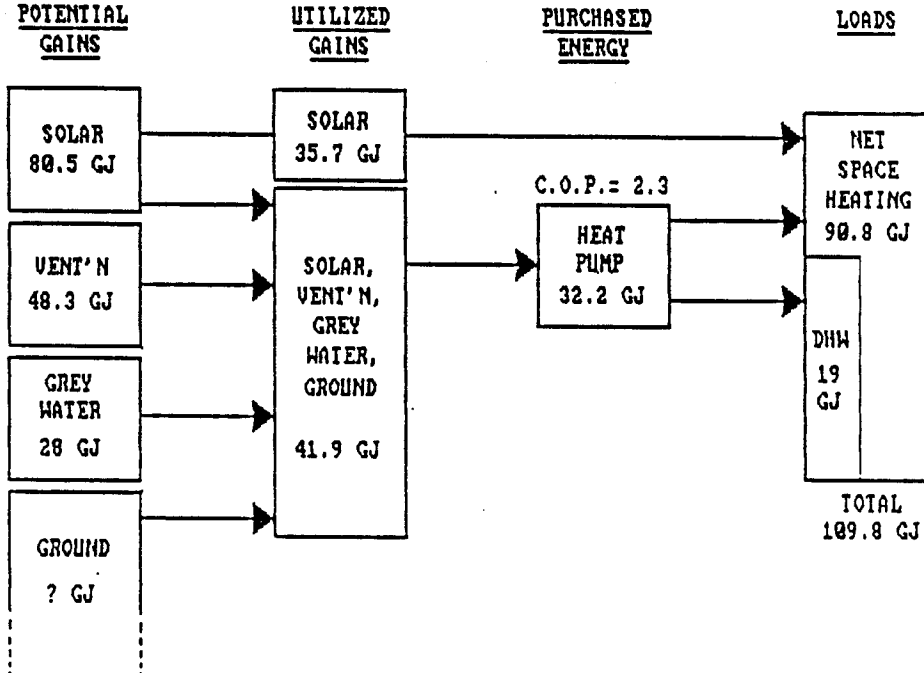 POTENTIAL
GAINS
UTILIZED
GAINS
PURCHASED
ENERGY
LOADS
SOLAR
80.5 GJ
VENT'N
48.3 GJ
GREY
WATER
28 GJ
GROUND
? GJ
SOLAR
35.7 GJ
SOLAR,
VENT'N,
GREY
WATER,
GROUND
41.9 GJ
C.O.P.= 2.3
HEAT
PUMP
32.2 GJ
NET
SPACE
HEATING
90.8 GJ
DHW
19
GJ
TOTAL
109.8 GJ